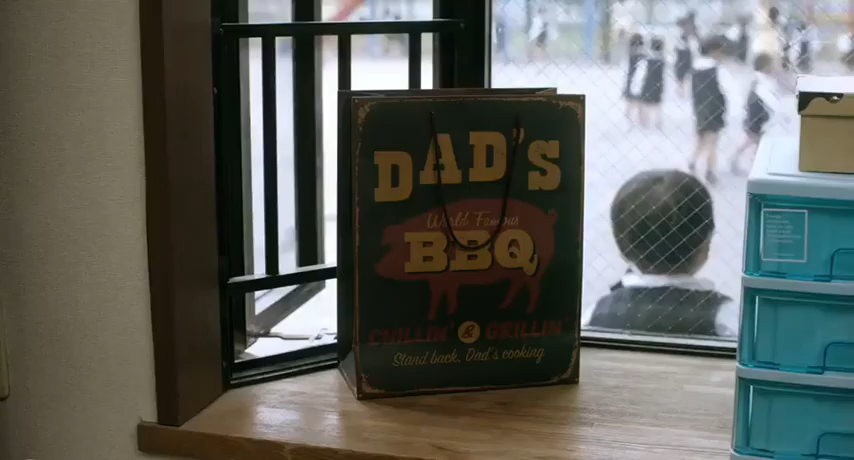 DAD'S
World Famous
BBQ
CHILLIN' & GRILLIN'
Stand back, Dad's cooking